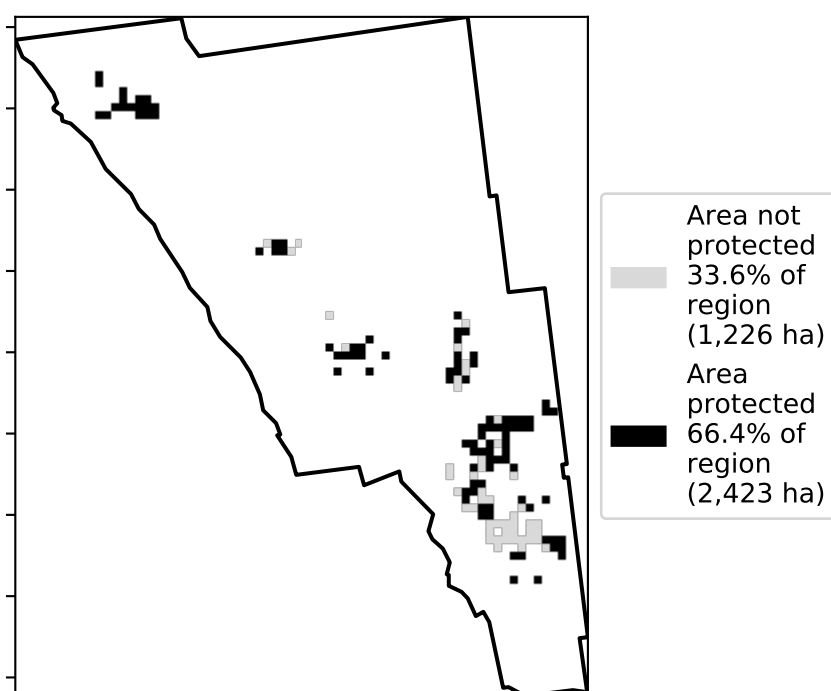 Area not
protected
33.6% of
region
(1,226 ha)
Area
protected
66.4% of
region
(2,423 ha)